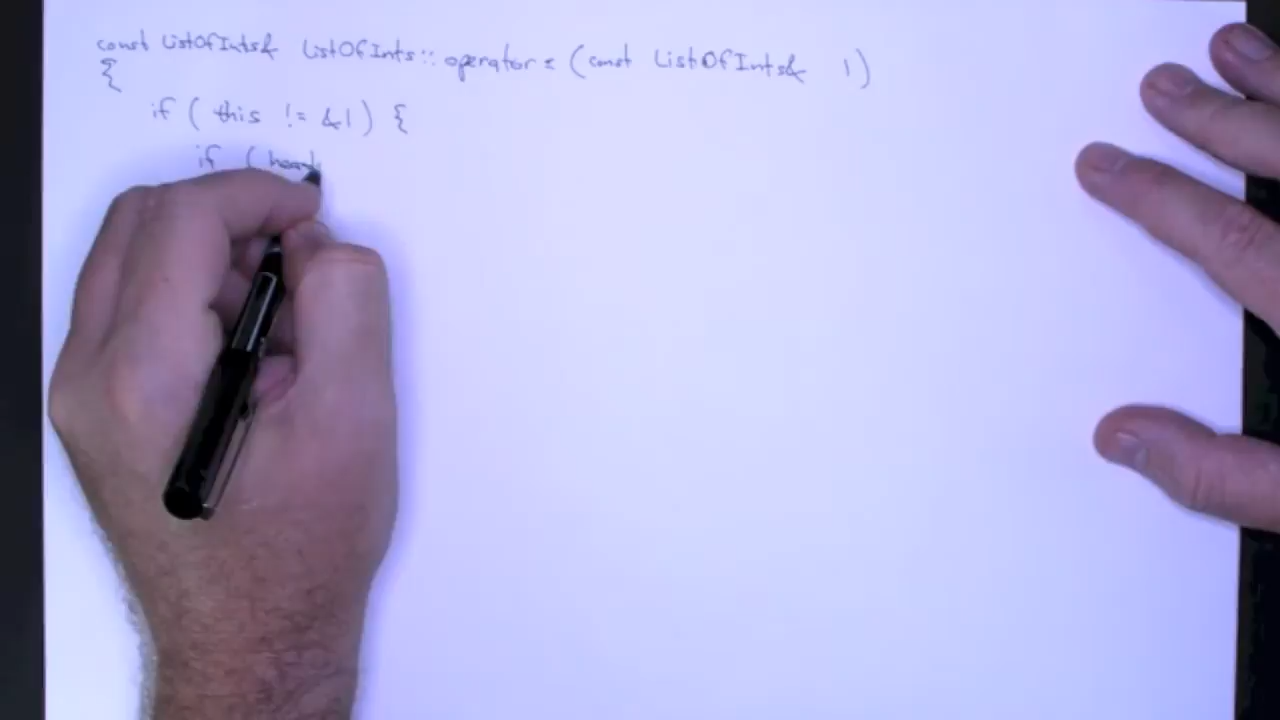 const ListOfInts& ListOfInts::operator= (const ListOfInts& l)
{
if ( this != &l) {
if ( head